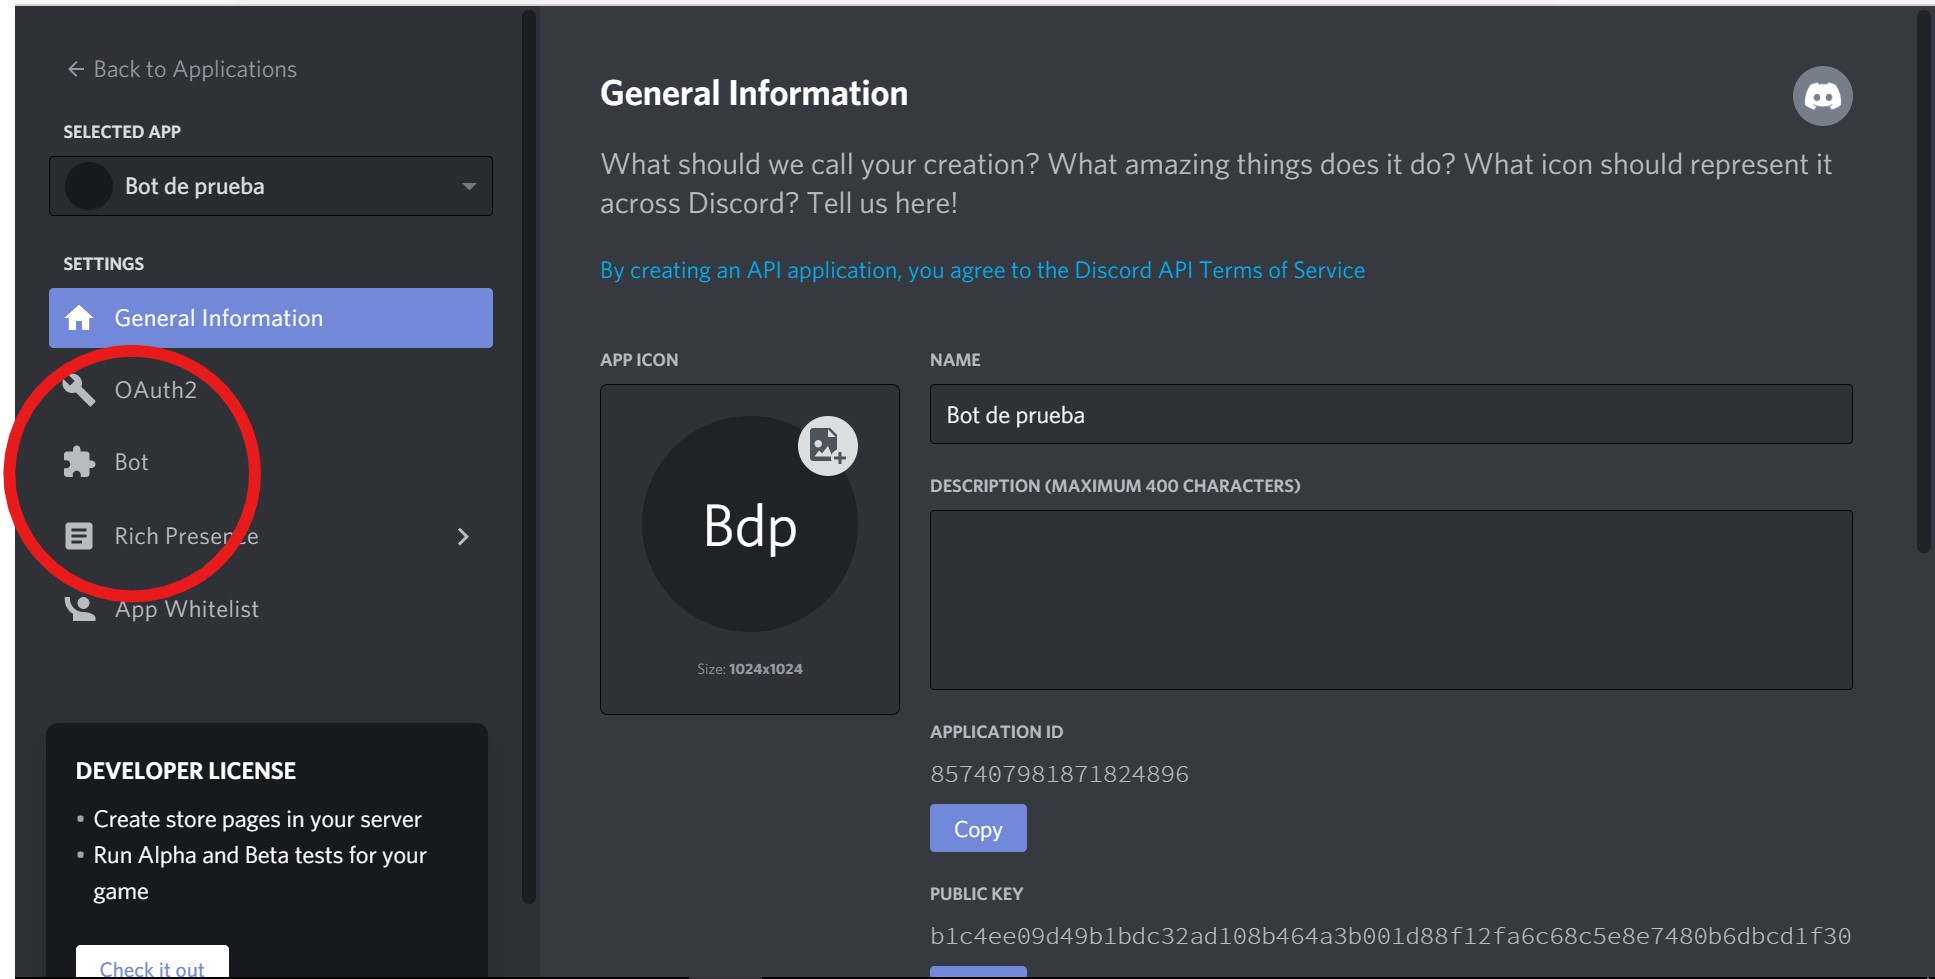 ← Back to Applications
SELECTED APP
Bot de prueba
SETTINGS
General Information
OAuth2
Bot
Rich Presence
App Whitelist
DEVELOPER LICENSE
• Create store pages in your server
• Run Alpha and Beta tests for your
game
Check it out
General Information
What should we call your creation? What amazing things does it do? What icon should represent it
across Discord? Tell us here!
By creating an API application, you agree to the Discord API Terms of Service
APP ICON
Bdp
Size: 1024x1024
NAME
Bot de prueba
DESCRIPTION (MAXIMUM 400 CHARACTERS)
APPLICATION ID
857407981871824896
Copy
PUBLIC KEY
b1c4ee09d49b1bdc32ad108b464a3b001d88f12fa6c68c5e8e7480b6dbcd1f30